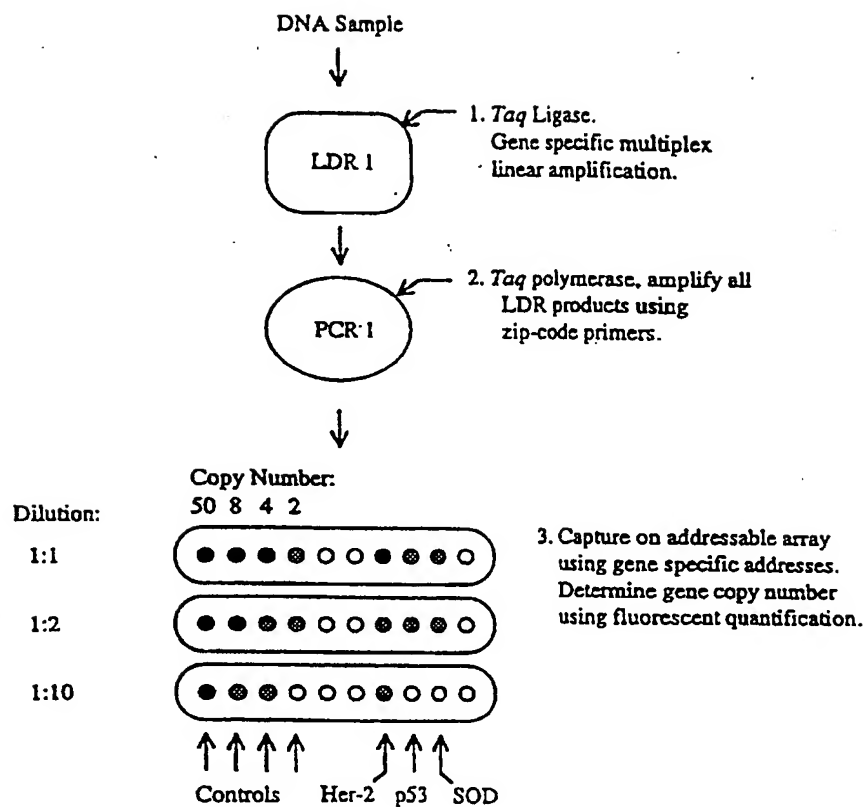 DNA Sample
1. Taq Ligase.
Gene specific multiplex
linear amplification.
LDR 1
2. Taq polymerase, amplify all
LDR products using
zip-code primers.
PCR 1
Copy Number:
50 8 4 2
Dilution:
1:1
1:2
1:10
3. Capture on addressable array
using gene specific addresses.
Determine gene copy number
using fluorescent quantification.
Controls Her-2 p53 SOD